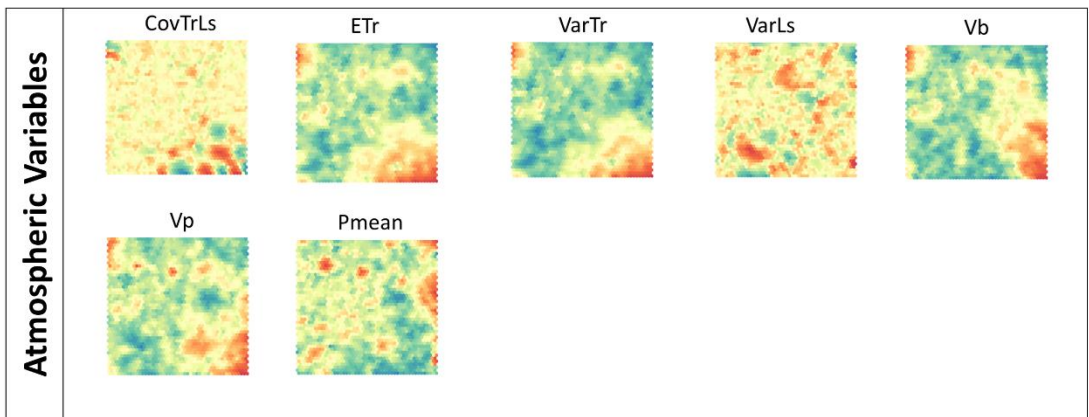 Atmospheric Variables
CovTrLs
ETr
VarTr
VarLs
Vb
Vp
Pmean